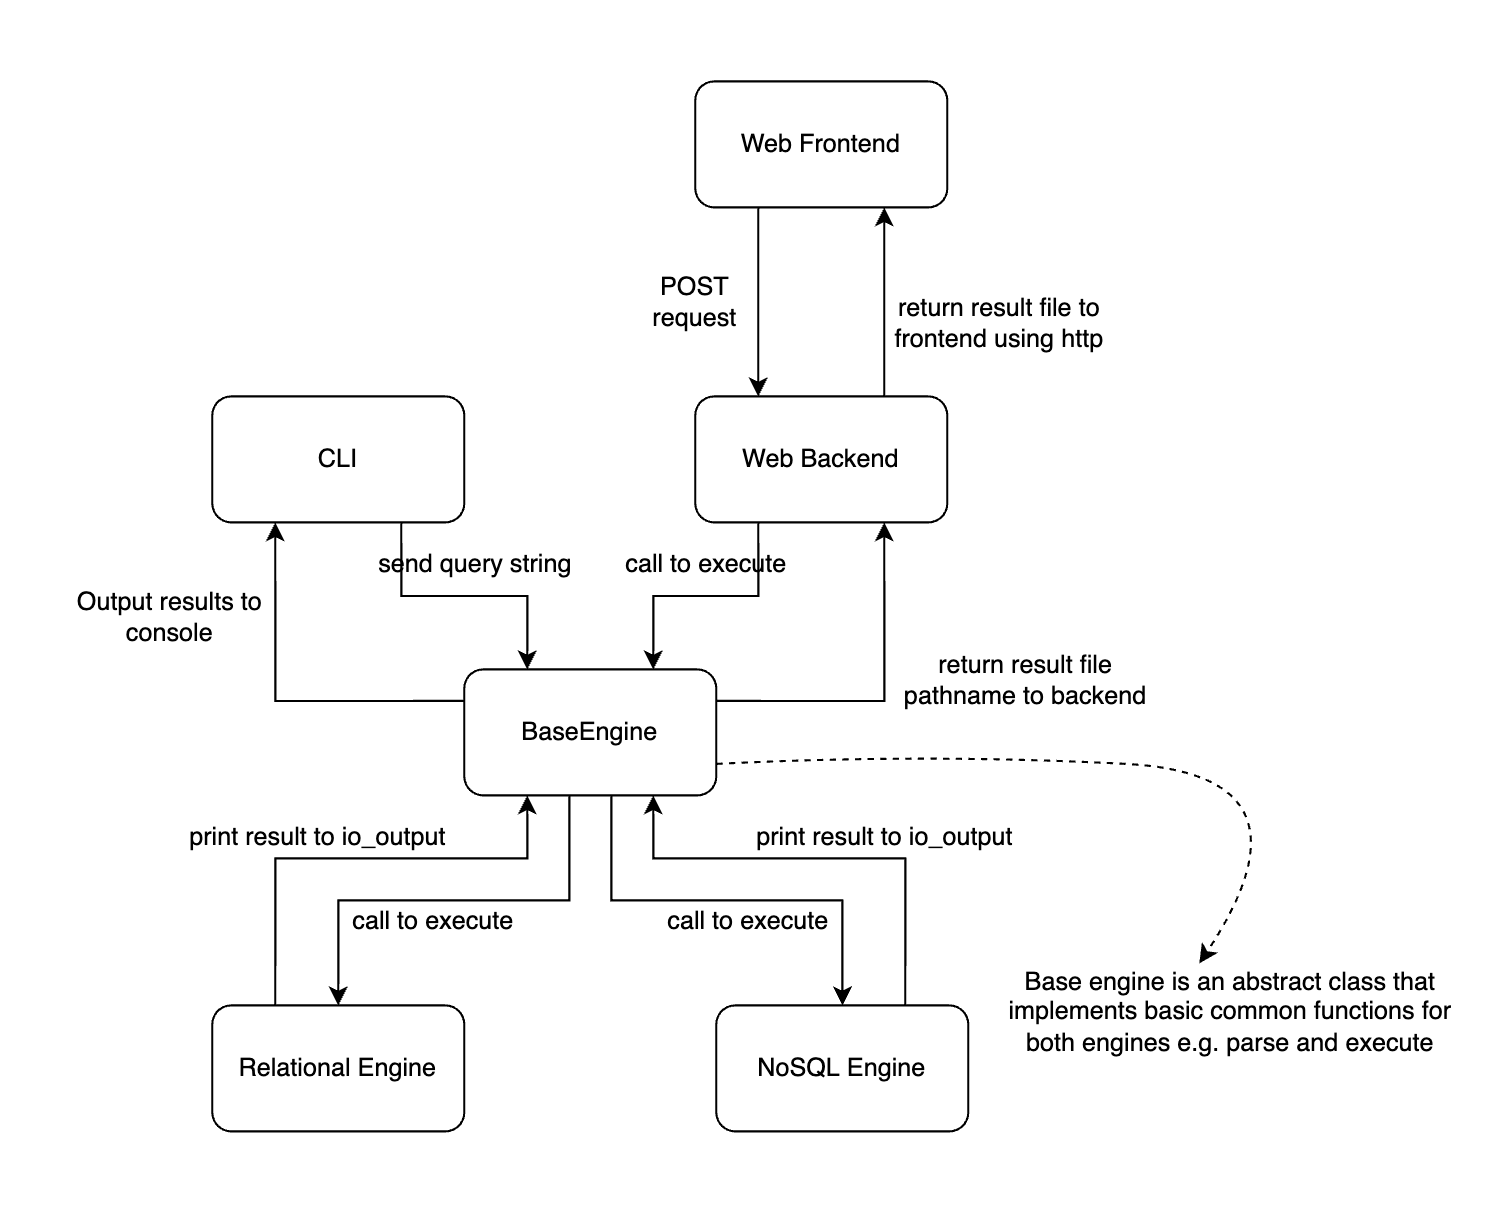 Web Frontend
POST
request
return result file to
frontend using http
CLI
Web Backend
send query string
call to execute
Output results to
console
return result file
pathname to backend
BaseEngine
print result to io_output
print result to io_output
call to execute
call to execute
Base engine is an abstract class that
implements basic common functions for
both engines e.g. parse and execute
Relational Engine
NoSQL Engine